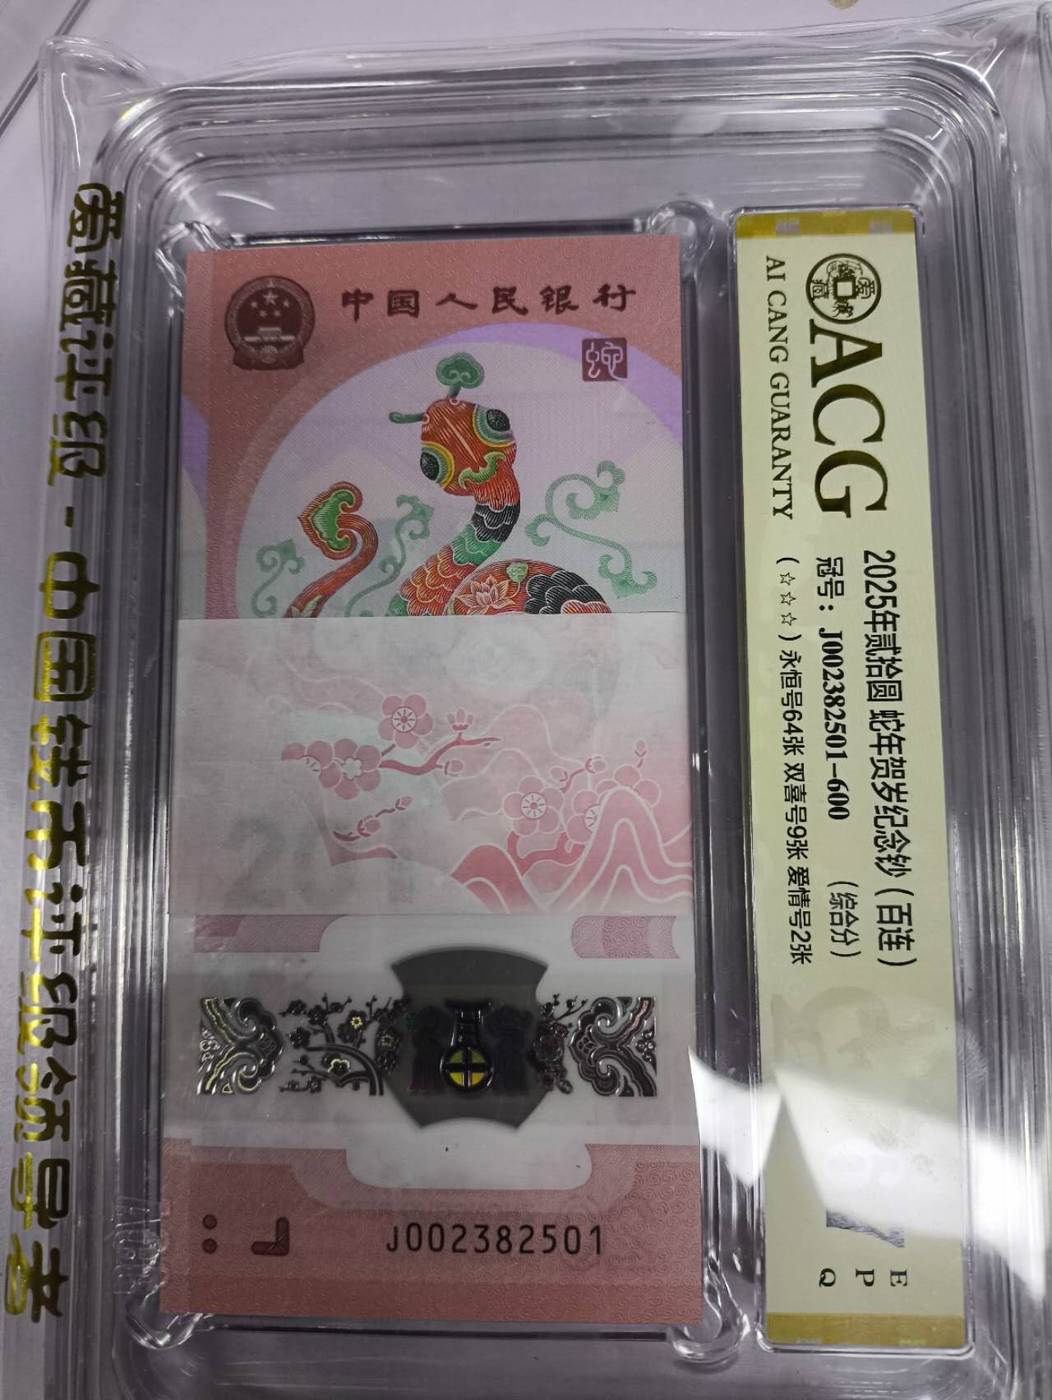 爱藏评级-中国钱币评级领导者
中国人民银行
蛇
J002382501
ACG
AI CANG GUARANTY
2025年贰拾圆 蛇年贺岁纪念钞（百连）
冠号：J002382501-600 （综合分）
（☆☆☆）永恒号64张 双喜号9张 爱情号2张
E
P
Q